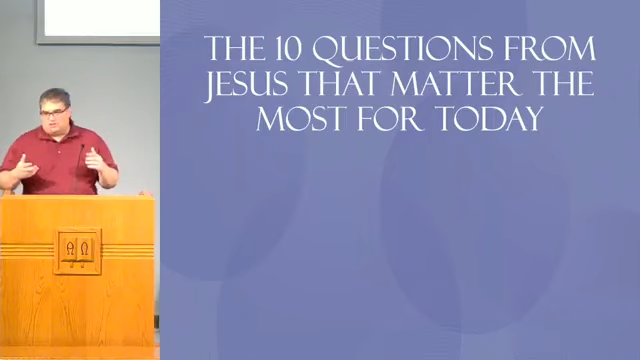 THE 10 QUESTIONS FROM
JESUS THAT MATTER THE
MOST FOR TODAY
Α Ω